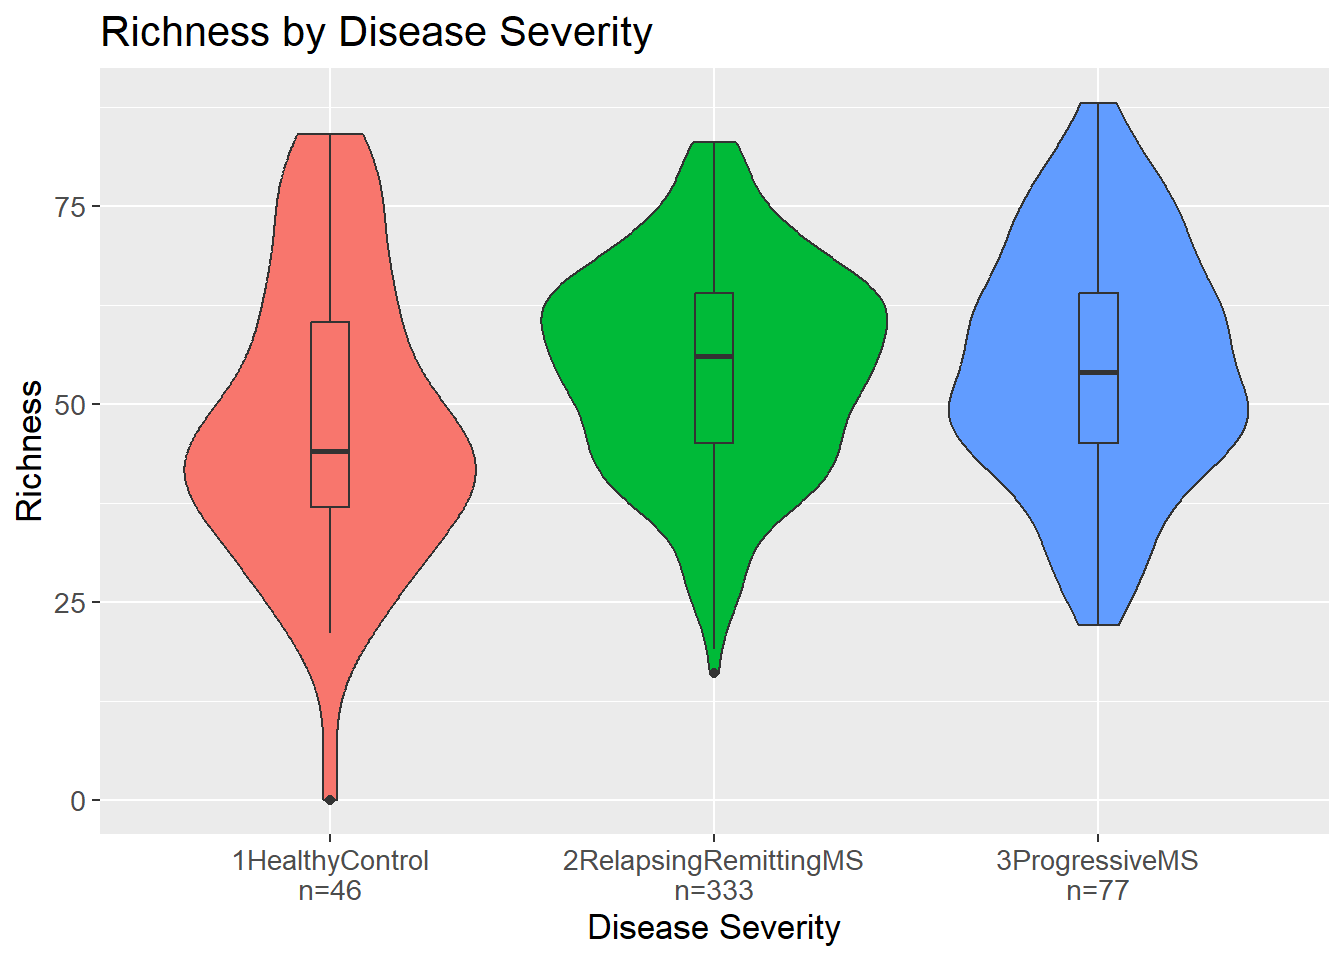 Richness by Disease Severity
Richness
75
50
25
0
1HealthyControl
n=46
2RelapsingRemittingMS
n=333
3ProgressiveMS
n=77
Disease Severity